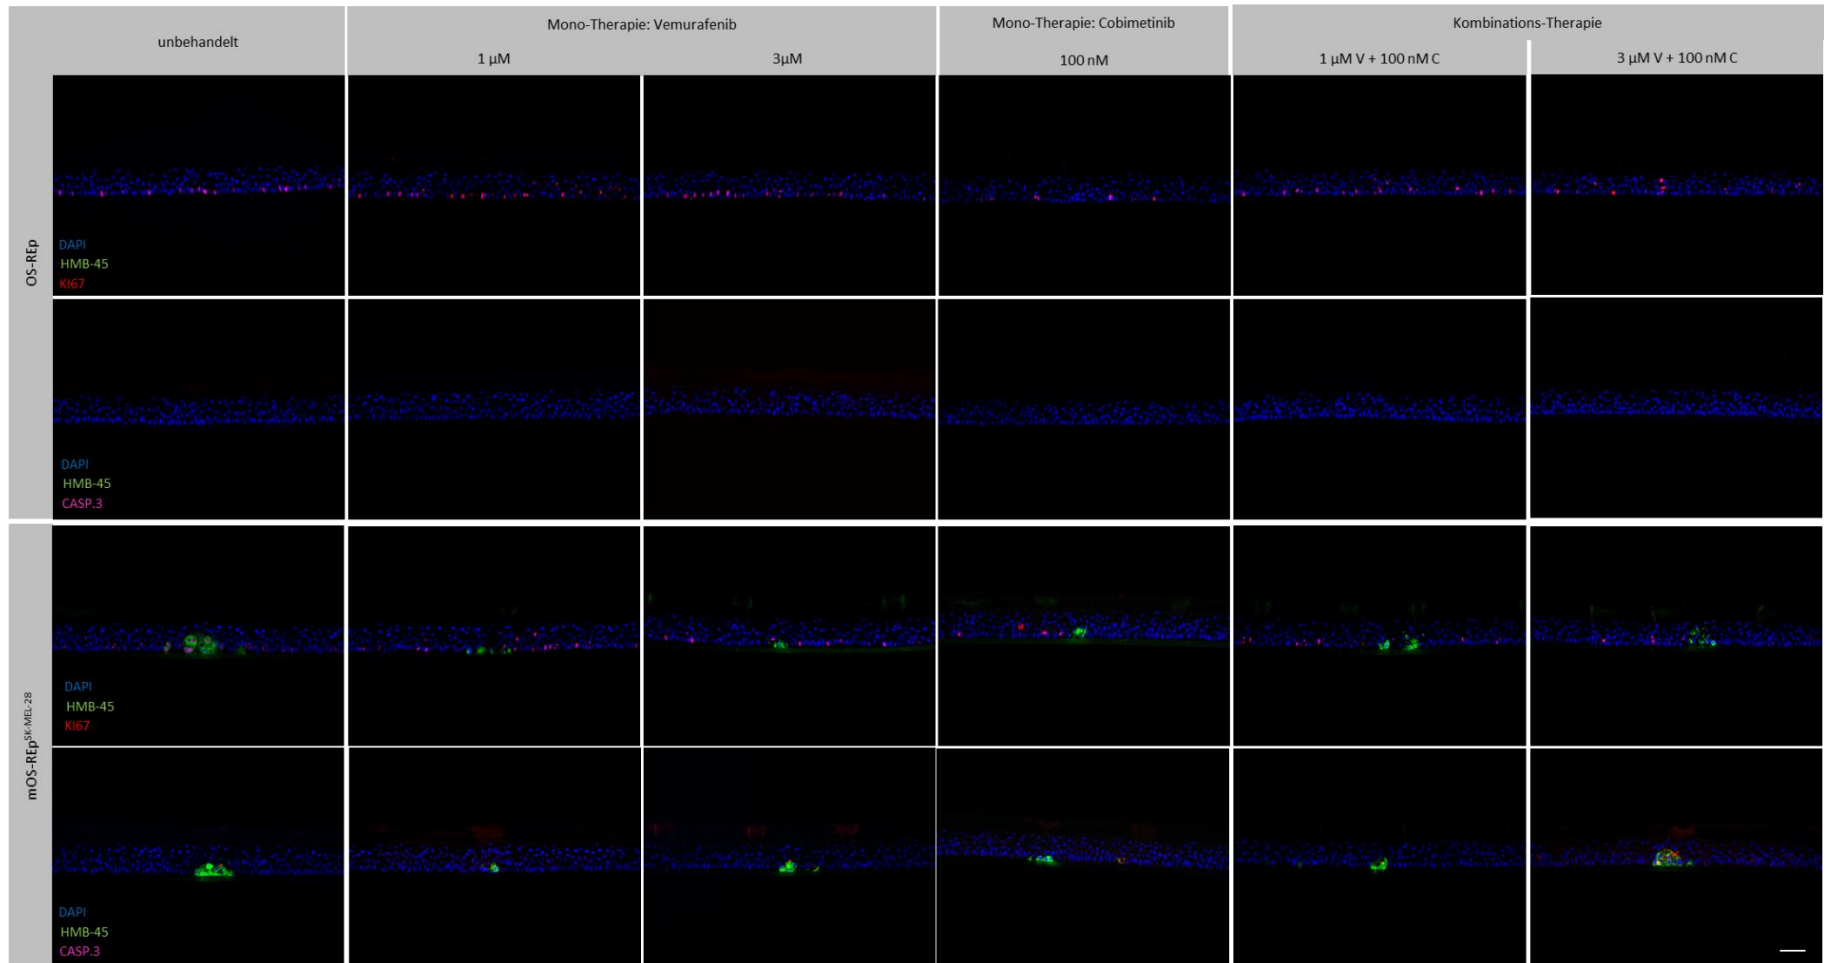 unbehandelt
Mono-Therapie: Vemurafenib
Mono-Therapie: Cobimetinib
Kombinations-Therapie
1 µM
3µM
100 nM
1 µM V + 100 nM C
3 µM V + 100 nM C
OS-REp
DAPI
HMB-45
KI67
DAPI
HMB-45
CASP.3
mOS-REpSK-MEL-28
DAPI
HMB-45
KI67
DAPI
HMB-45
CASP.3